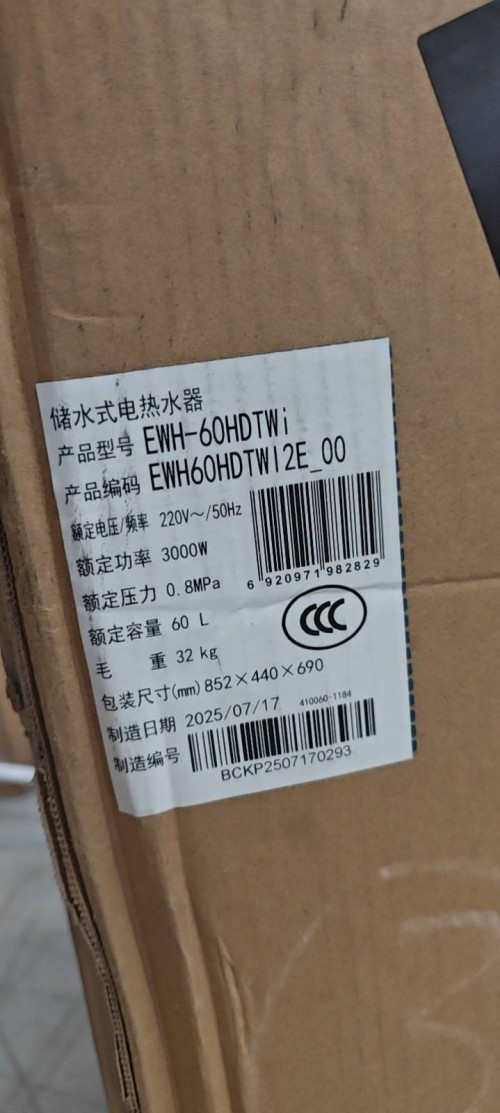 储水式电热水器
产品型号 EWH-60HDTWi
产品编码 EWH60HDTWI2E_00
额定电压/频率 220V～/50Hz
额定功率 3000W
额定压力 0.8MPa
6 920971 982829
额定容量 60 L
CCC
毛 重 32 kg
包装尺寸(mm) 852×440×690
制造日期 2025/07/17 410060-1184
制造编号
BCKP2507170293